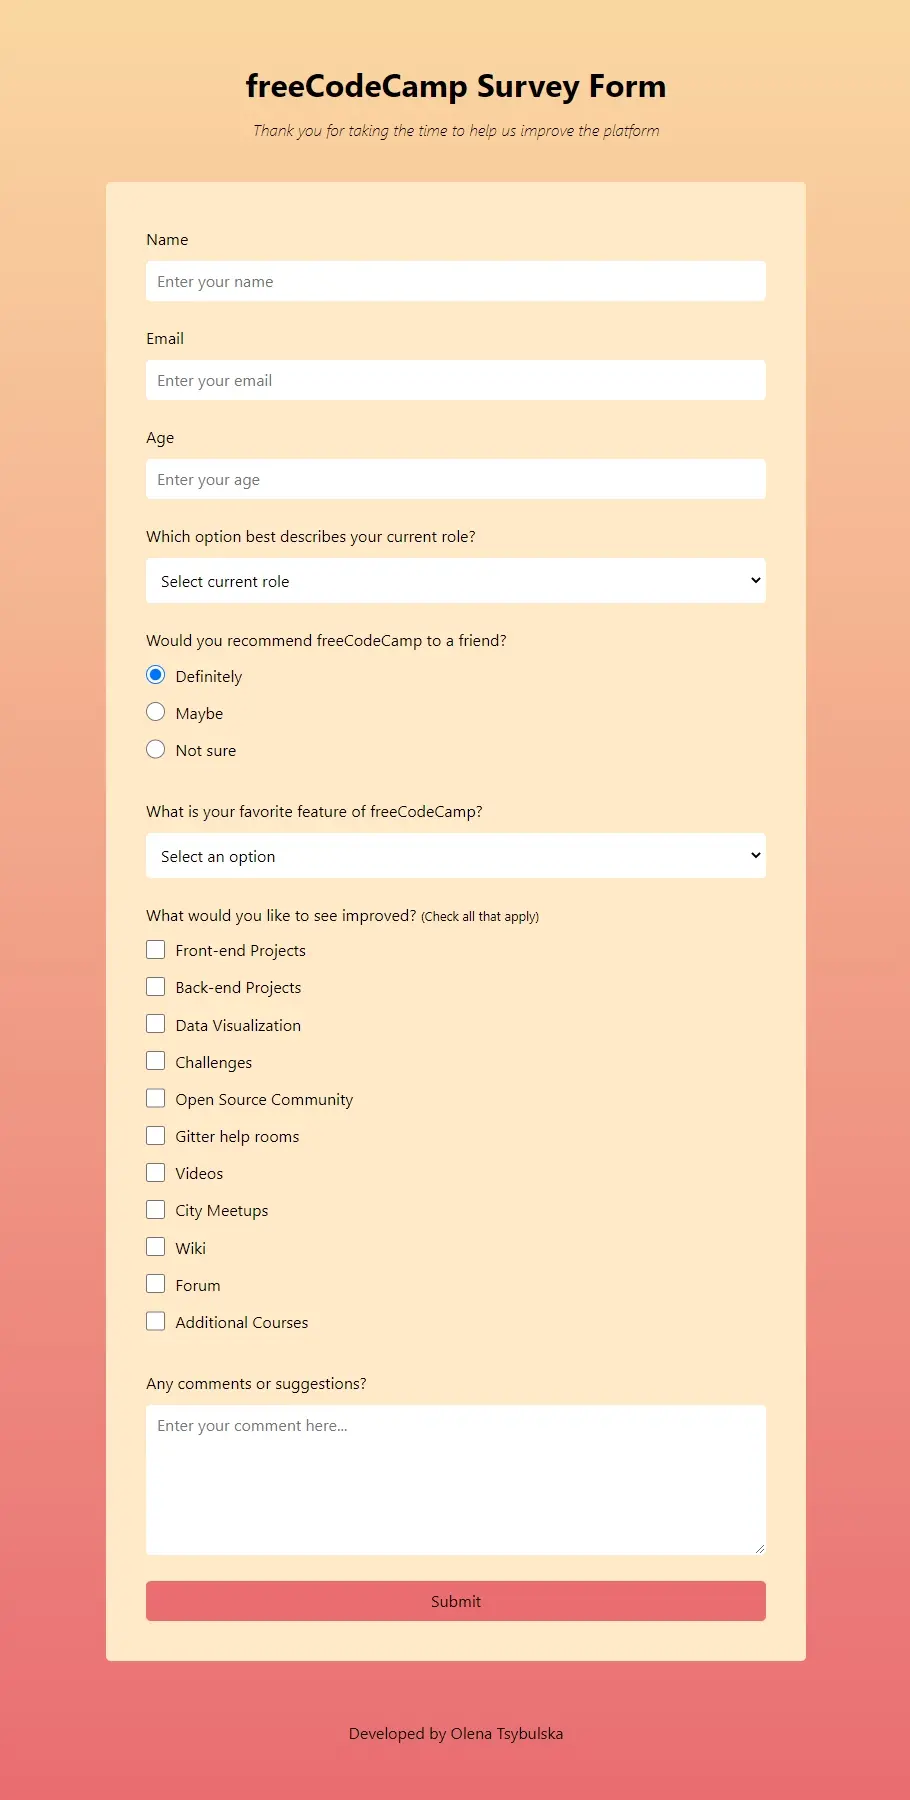 freeCodeCamp Survey Form
Thank you for taking the time to help us improve the platform
Name
Enter your name
Email
Enter your email
Age
Enter your age
Which option best describes your current role?
Select current role
Would you recommend freeCodeCamp to a friend?
Definitely
Maybe
Not sure
What is your favorite feature of freeCodeCamp?
Select an option
What would you like to see improved? (Check all that apply)
Front-end Projects
Back-end Projects
Data Visualization
Challenges
Open Source Community
Gitter help rooms
Videos
City Meetups
Wiki
Forum
Additional Courses
Any comments or suggestions?
Enter your comment here...
Submit
Developed by Olena Tsybulska